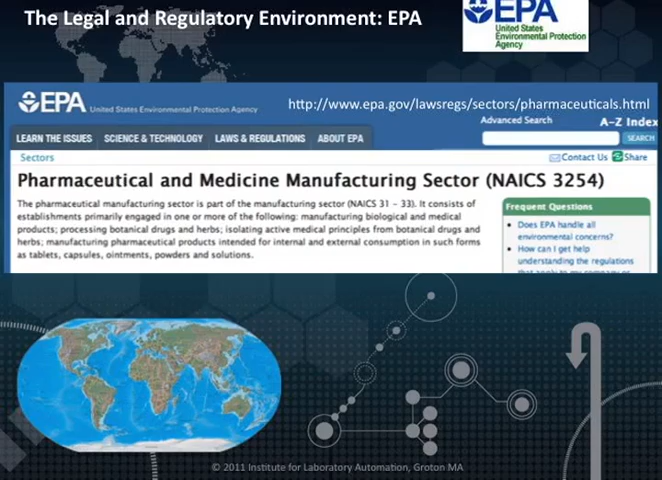 The Legal and Regulatory Environment: EPA
EPA
United States
Environmental Protection
Agency
EPA United States Environmental Protection Agency
http://www.epa.gov/lawsregs/sectors/pharmaceuticals.html
Advanced Search
A-Z Index
LEARN THE ISSUES SCIENCE & TECHNOLOGY LAWS & REGULATIONS ABOUT EPA
SEARCH
Sectors
Contact Us Share
Pharmaceutical and Medicine Manufacturing Sector (NAICS 3254)
The pharmaceutical manufacturing sector is part of the manufacturing sector (NAICS 31 - 33). It consists of
establishments primarily engaged in one or more of the following: manufacturing biological and medical
products; processing botanical drugs and herbs; isolating active medical principles from botanical drugs and
herbs; manufacturing pharmaceutical products intended for internal and external consumption in such forms
as tablets, capsules, ointments, powders and solutions.
Frequent Questions
• Does EPA handle all
environmental concerns?
• How can I get help
understanding the regulations
that apply to my company or
© 2011 Institute for Laboratory Automation, Groton MA